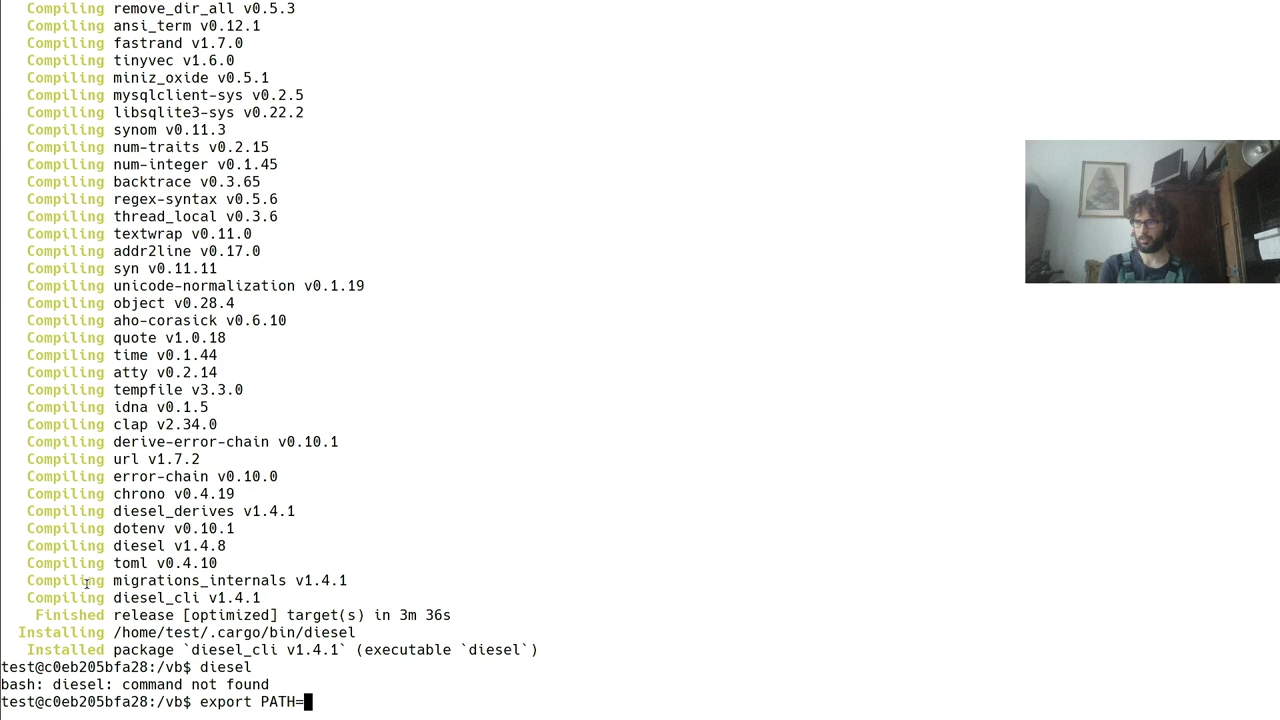 Compiling remove_dir_all v0.5.3
Compiling ansi_term v0.12.1
Compiling fastrand v1.7.0
Compiling tinyvec v1.6.0
Compiling miniz_oxide v0.5.1
Compiling mysqlclient-sys v0.2.5
Compiling libsqlite3-sys v0.22.2
Compiling synom v0.11.3
Compiling num-traits v0.2.15
Compiling num-integer v0.1.45
Compiling backtrace v0.3.65
Compiling regex-syntax v0.5.6
Compiling thread_local v0.3.6
Compiling textwrap v0.11.0
Compiling addr2line v0.17.0
Compiling syn v0.11.11
Compiling unicode-normalization v0.1.19
Compiling object v0.28.4
Compiling aho-corasick v0.6.10
Compiling quote v1.0.18
Compiling time v0.1.44
Compiling atty v0.2.14
Compiling tempfile v3.3.0
Compiling idna v0.1.5
Compiling clap v2.34.0
Compiling derive-error-chain v0.10.1
Compiling url v1.7.2
Compiling error-chain v0.10.0
Compiling chrono v0.4.19
Compiling diesel_derives v1.4.1
Compiling dotenv v0.10.1
Compiling diesel v1.4.8
Compiling toml v0.4.10
Compiling migrations_internals v1.4.1
Compiling diesel_cli v1.4.1
Finished release [optimized] target(s) in 3m 36s
Installing /home/test/.cargo/bin/diesel
Installed package `diesel_cli v1.4.1` (executable `diesel`)
test@c0eb205bfa28:/vb$ diesel
bash: diesel: command not found
test@c0eb205bfa28:/vb$ export PATH=